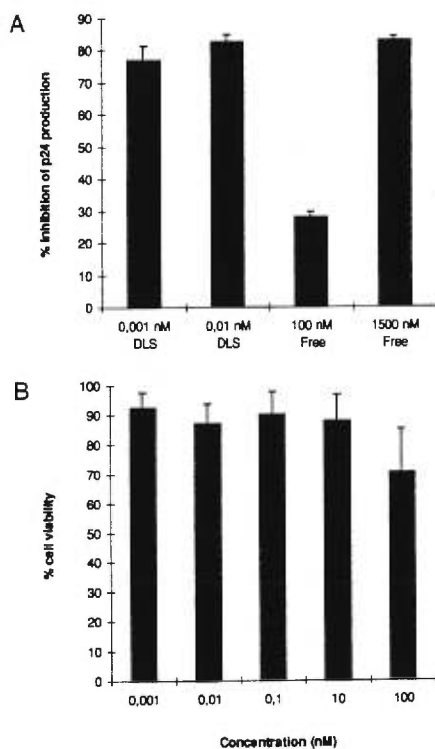 A
% inhibition of p24 production
90
80
70
60
50
40
30
20
10
0
0,001 nM 0,01 nM 100 nM 1500 nM
DLS DLS Free Free
B
% cell viability
100
90
80
70
60
50
40
30
20
10
0
0,001 0,01 0,1 10 100
Concentration (nM)